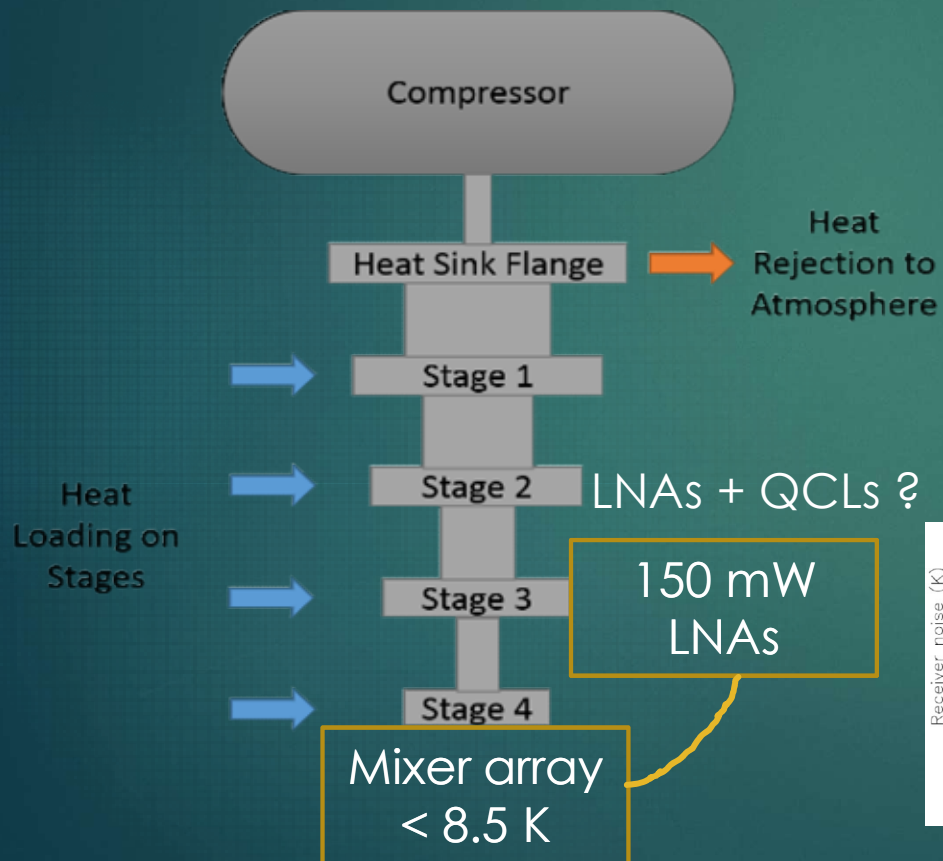 Compressor
Heat
Rejection to
Atmosphere
Heat Sink Flange
Stage 1
Stage 2
LNAs + QCLs ?
Heat
Loading on
Stages
Stage 3
150 mW
LNAs
Stage 4
Mixer array
< 8.5 K
Receiver noise (K)